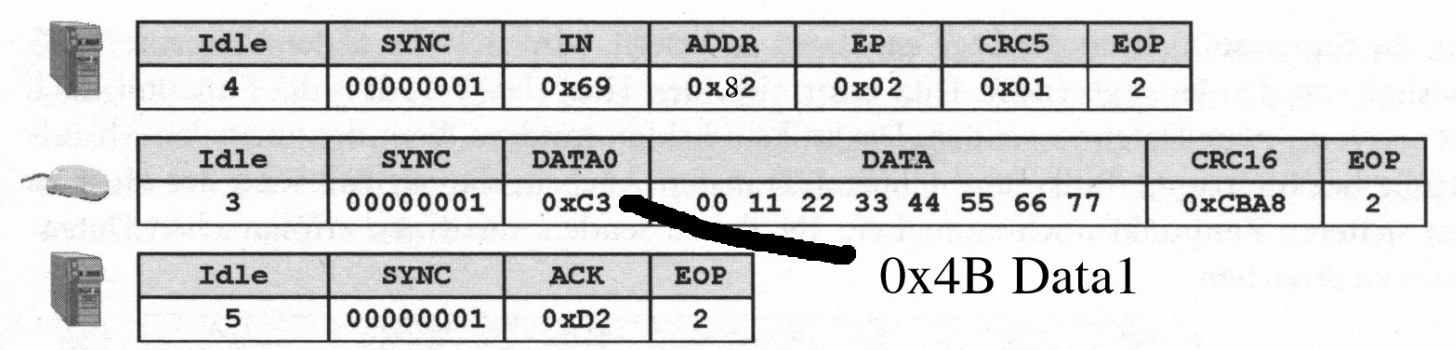 Idle SYNC IN ADDR EP CRC5 EOP
4 00000001 0x69 0x82 0x02 0x01 2
Idle SYNC DATA0 DATA CRC16 EOP
3 00000001 0xC3 00 11 22 33 44 55 66 77 0xCBA8 2
0x4B Data1
Idle SYNC ACK EOP
5 00000001 0xD2 2